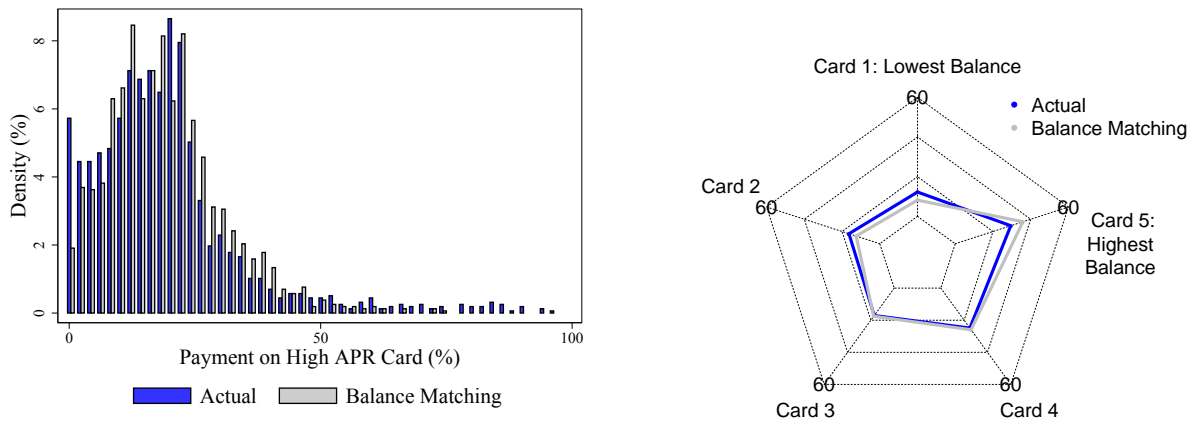 Density (%)
8
6
4
2
0
0
50
100
Payment on High APR Card (%)
Actual
Balance Matching
Card 1: Lowest Balance
60
Actual
Balance Matching
Card 2
60
60
Card 5:
Highest
Balance
60
60
Card 3
Card 4